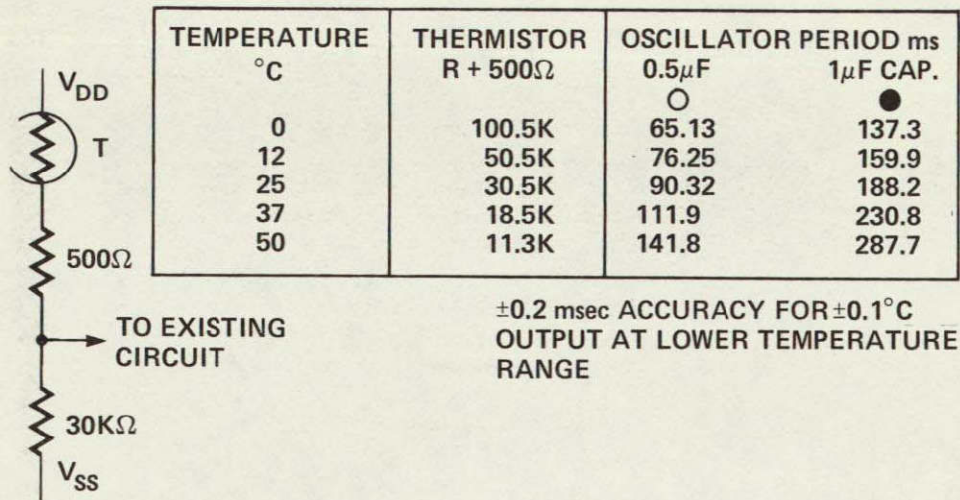 TEMPERATURE THERMISTOR OSCILLATOR PERIOD ms
°C R + 500Ω 0.5μF 1μF CAP.
0 100.5K 65.13 137.3
12 50.5K 76.25 159.9
25 30.5K 90.32 188.2
37 18.5K 111.9 230.8
50 11.3K 141.8 287.7
VDD
T
500Ω
TO EXISTING
CIRCUIT
30KΩ
VSS
±0.2 msec ACCURACY FOR ±0.1°C
OUTPUT AT LOWER TEMPERATURE
RANGE